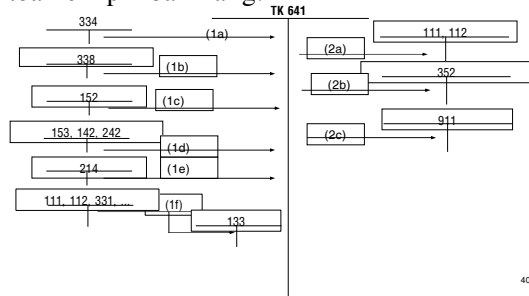 TK 641
334
(1a)
111, 112
(2a)
338
(1b)
352
(2b)
152
(1c)
911
(2c)
153, 142, 242
(1d)
214
(1e)
111, 112, 331, ...
(1f)
133
40